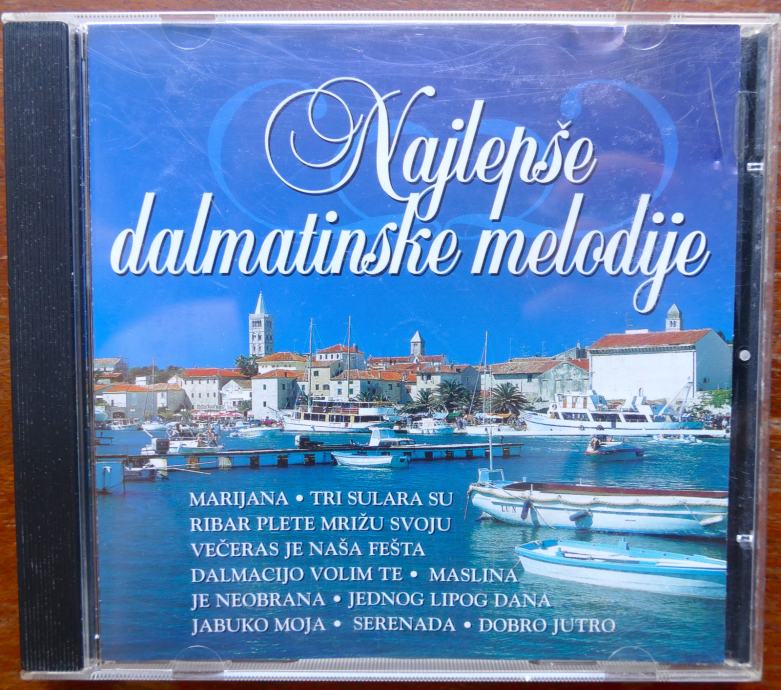 Najlepše
dalmatinske melodije
MARIJANA • TRI SULARA SU
RIBAR PLETE MRIŽU SVOJU
VEČERAS JE NAŠA FEŠTA
DALMACIJO VOLIM TE • MASLINA
JE NEOBRANA • JEDNOG LIPOG DANA
JABUKO MOJA • SERENADA • DOBRO JUTRO
LUX